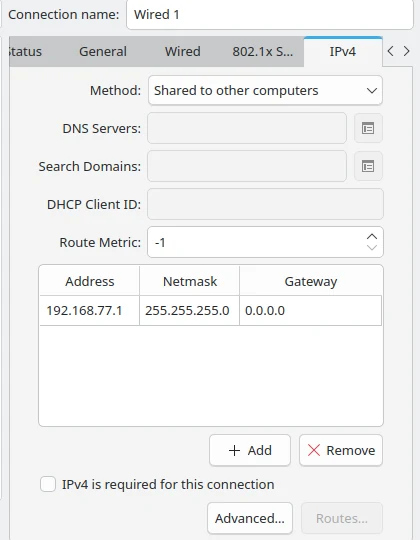 Connection name: Wired 1
General Wired 802.1x S... IPv4
Method: Shared to other computers
DNS Servers:
Search Domains:
DHCP Client ID:
Route Metric: -1
Address Netmask Gateway
192.168.77.1 255.255.255.0 0.0.0.0
Add Remove
IPv4 is required for this connection
Advanced... Routes...